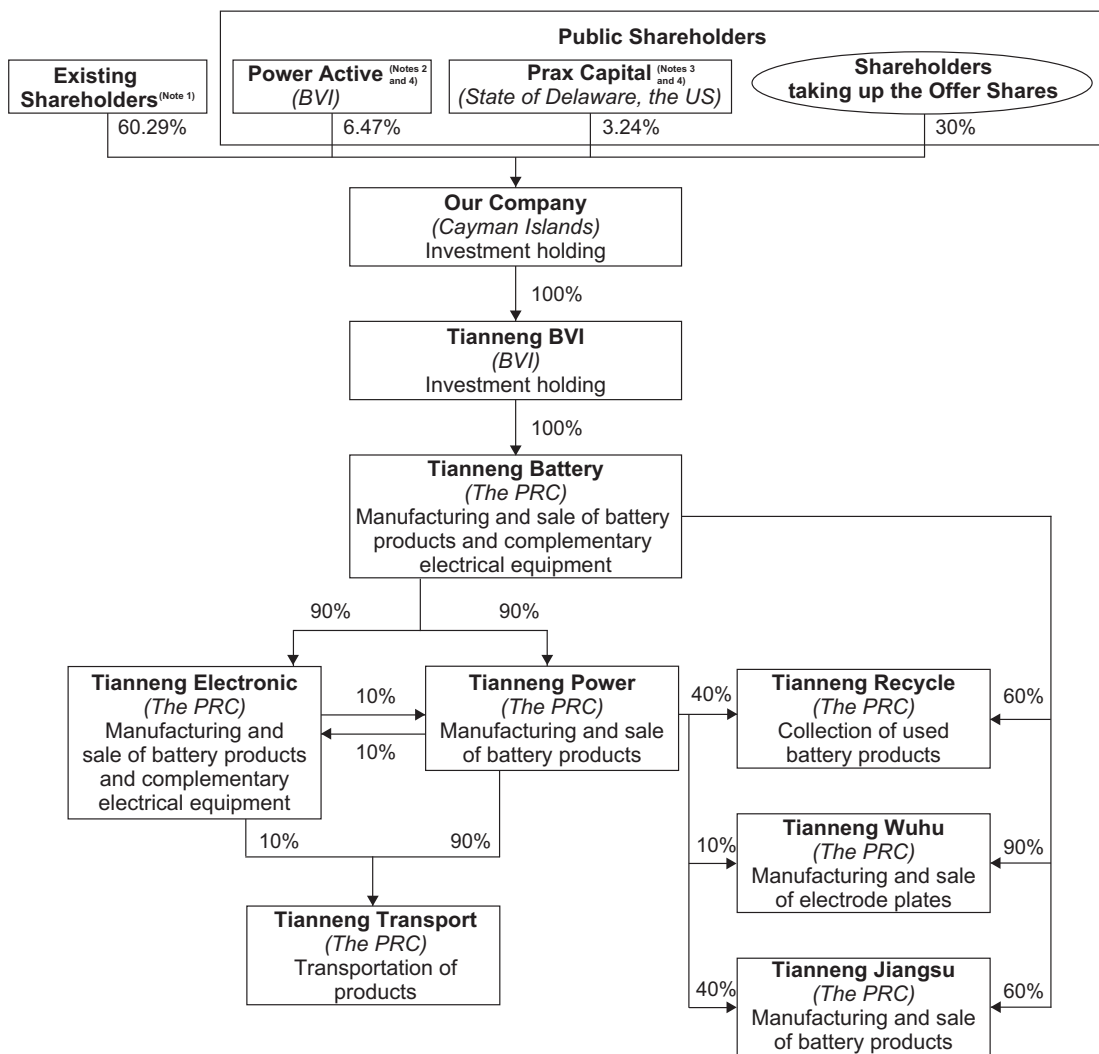 Public Shareholders
Existing
Shareholders(Note 1)
Power Active (Notes 2 and 4)
(BVI)
Prax Capital (Notes 3 and 4)
(State of Delaware, the US)
Shareholders
taking up the Offer Shares
60.29%
6.47%
3.24%
30%
Our Company
(Cayman Islands)
Investment holding
100%
Tianneng BVI
(BVI)
Investment holding
100%
Tianneng Battery
(The PRC)
Manufacturing and sale of battery
products and complementary
electrical equipment
90%
90%
Tianneng Electronic
(The PRC)
Manufacturing and
sale of battery products
and complementary
electrical equipment
10%
10%
Tianneng Power
(The PRC)
Manufacturing and sale
of battery products
40%
Tianneng Recycle
(The PRC)
Collection of used
battery products
60%
10%
90%
Tianneng Transport
(The PRC)
Transportation of
products
10%
Tianneng Wuhu
(The PRC)
Manufacturing and sale
of electrode plates
90%
40%
Tianneng Jiangsu
(The PRC)
Manufacturing and sale
of battery products
60%